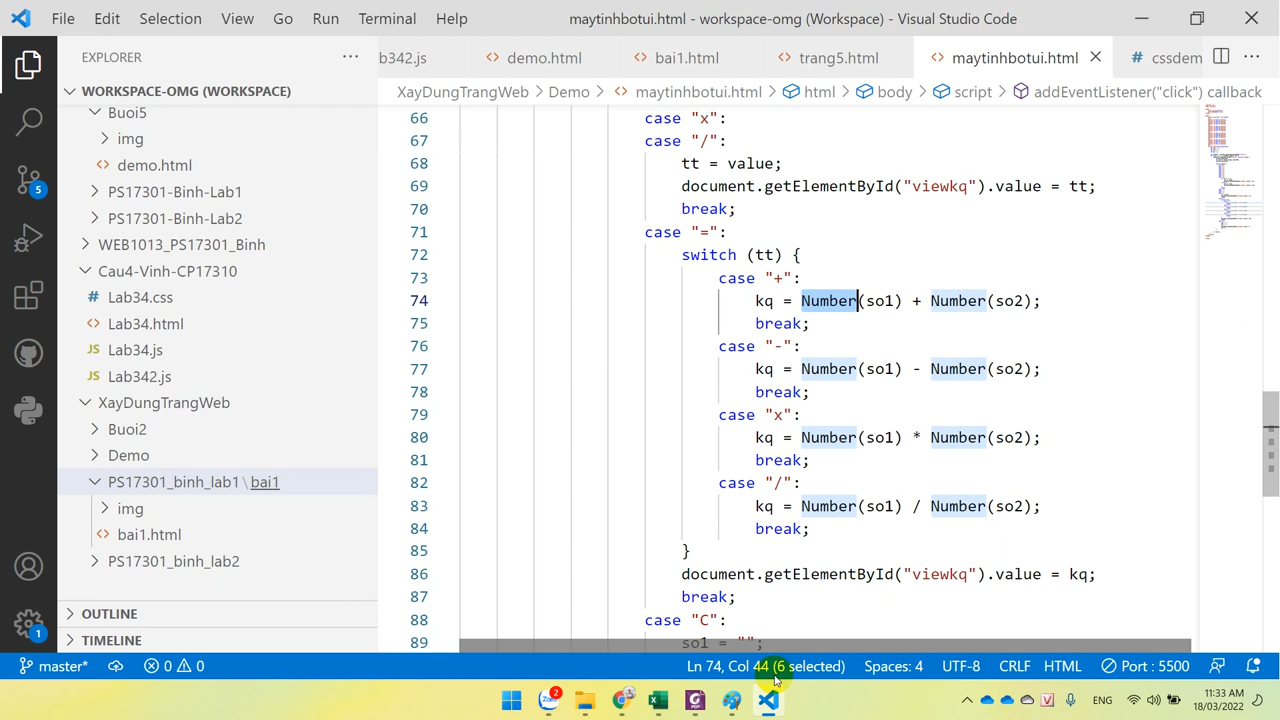 File Edit Selection View Go Run Terminal Help maytinhbotui.html - workspace-omg (Workspace) - Visual Studio Code
EXPLORER
b342.js demo.html bai1.html trang5.html maytinhbotui.html # cssdem
WORKSPACE-OMG (WORKSPACE)
XayDungTrangWeb > Demo > maytinhbotui.html > html > body > script > addEventListener("click") callback
Buoi5
img
demo.html
PS17301-Binh-Lab1
PS17301-Binh-Lab2
WEB1013_PS17301_Binh
Cau4-Vinh-CP17310
Lab34.css
Lab34.html
JS Lab34.js
JS Lab342.js
XayDungTrangWeb
Buoi2
Demo
PS17301_binh_lab1\bai1
img
bai1.html
PS17301_binh_lab2
OUTLINE
TIMELINE
5
1
66 case "x":
67 case "/":
68 tt = value;
69 document.getElementById("viewkq").value = tt;
70 break;
71 case "=":
72 switch (tt) {
73 case "+":
74 kq = Number(so1) + Number(so2);
75 break;
76 case "-":
77 kq = Number(so1) - Number(so2);
78 break;
79 case "x":
80 kq = Number(so1) * Number(so2);
81 break;
82 case "/":
83 kq = Number(so1) / Number(so2);
84 break;
85 }
86 document.getElementById("viewkq").value = kq;
87 break;
88 case "C":
89 so1 = "";
master* 0 0 Ln 74, Col 44 (6 selected) Spaces: 4 UTF-8 CRLF HTML Port : 5500
Zalo 2 ENG 11:33 AM
18/03/2022